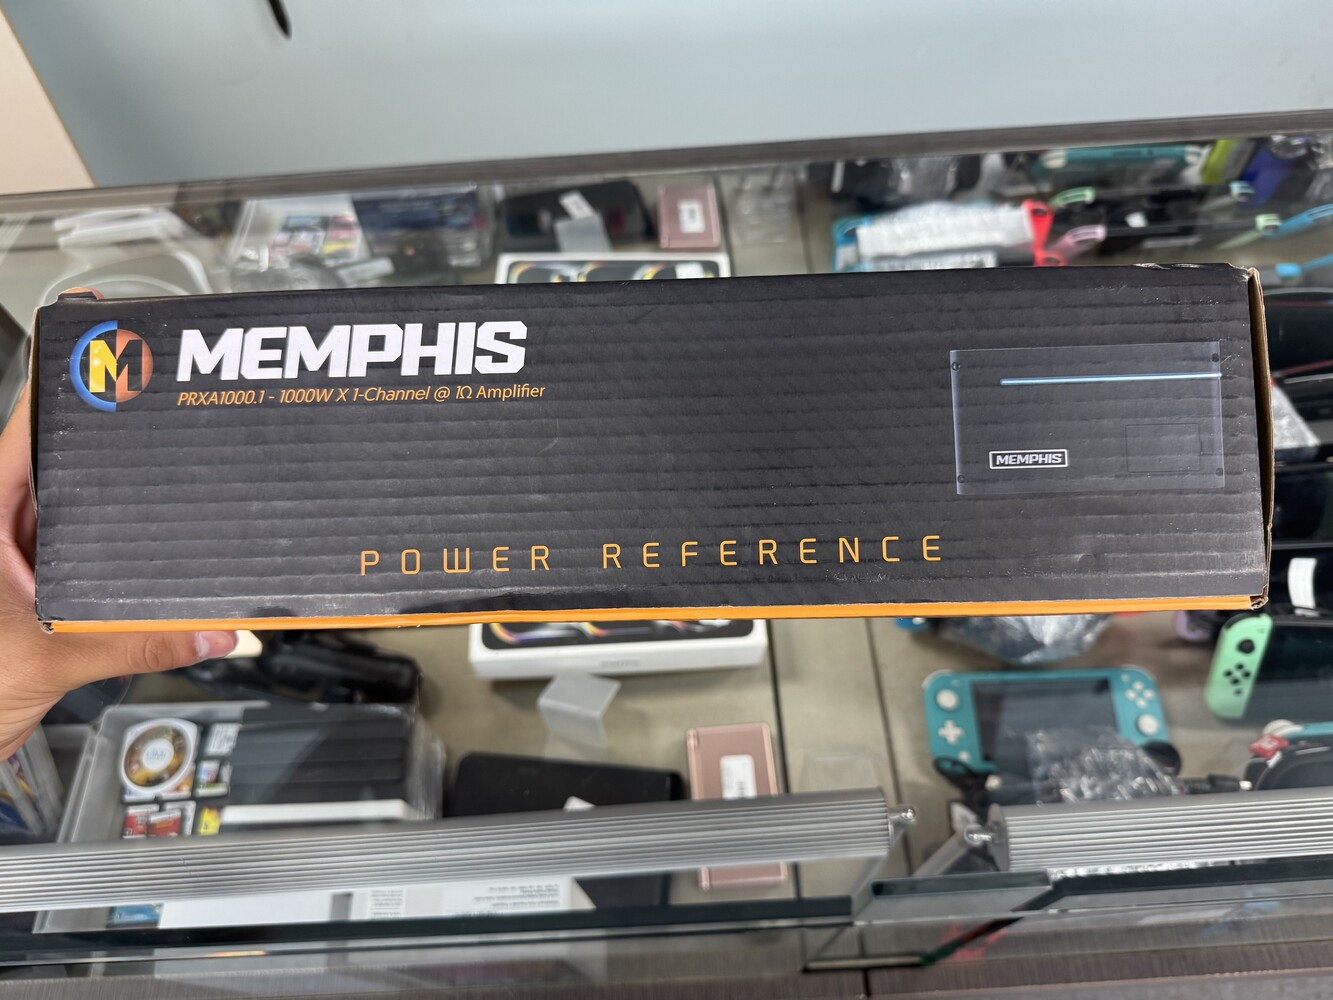 M
MEMPHIS
PRXA1000.1 - 1000W X 1-Channel @ 1Ω Amplifier
MEMPHIS
POWER REFERENCE